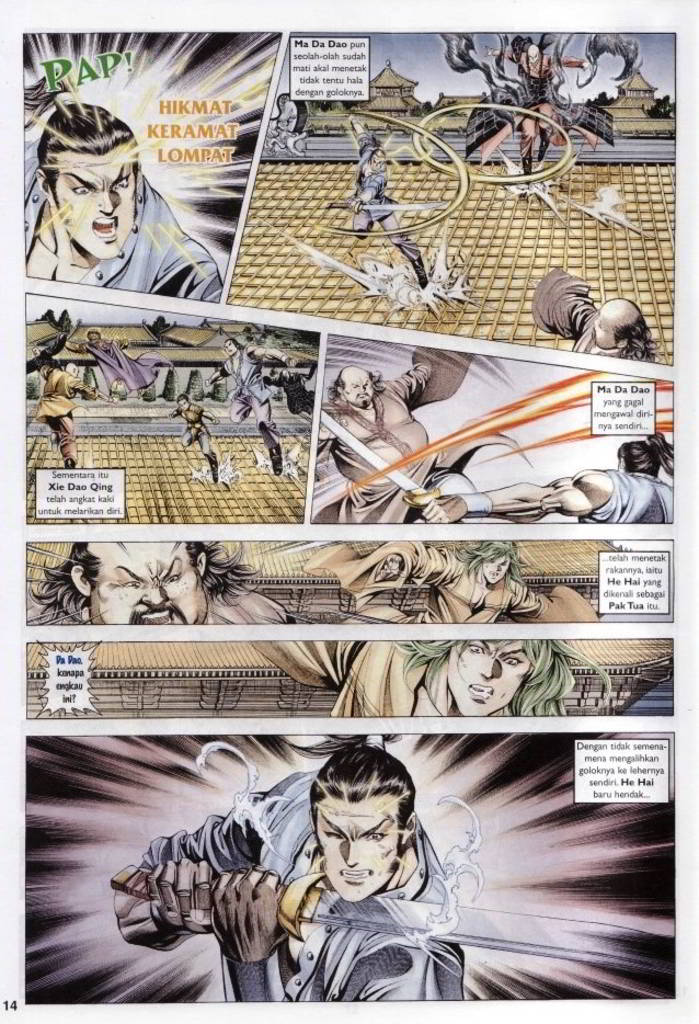 PAP!
HIKMAT
KERAMAT
LOMPAT
Ma Da Dao pun
seolah-olah sudah
mati akal menetak
tidak tentu hala
dengan goloknya.
Sementara itu
Xie Dao Qing
telah angkat kaki
untuk melarikan diri.
Ma Da Dao
yang gagal
mengawal diri-
nya sendiri...
...telah menetak
rakannya, iaitu
He Hai yang
dikenali sebagai
Pak Tua itu.
Da Dao,
kenapa
engkau
ini?
Dengan tidak semena-
mena mengalihkan
goloknya ke lehernya
sendiri. He Hai
baru hendak...
14